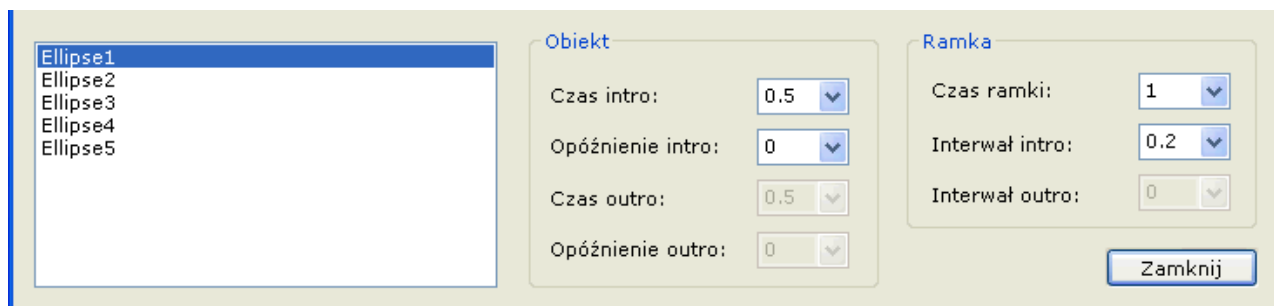 Ellipse1
Ellipse2
Ellipse3
Ellipse4
Ellipse5
Obiekt
Czas intro: 0.5
Opóźnienie intro: 0
Czas outro: 0.5
Opóźnienie outro: 0
Ramka
Czas ramki: 1
Interwał intro: 0.2
Interwał outro: 0
Zamknij